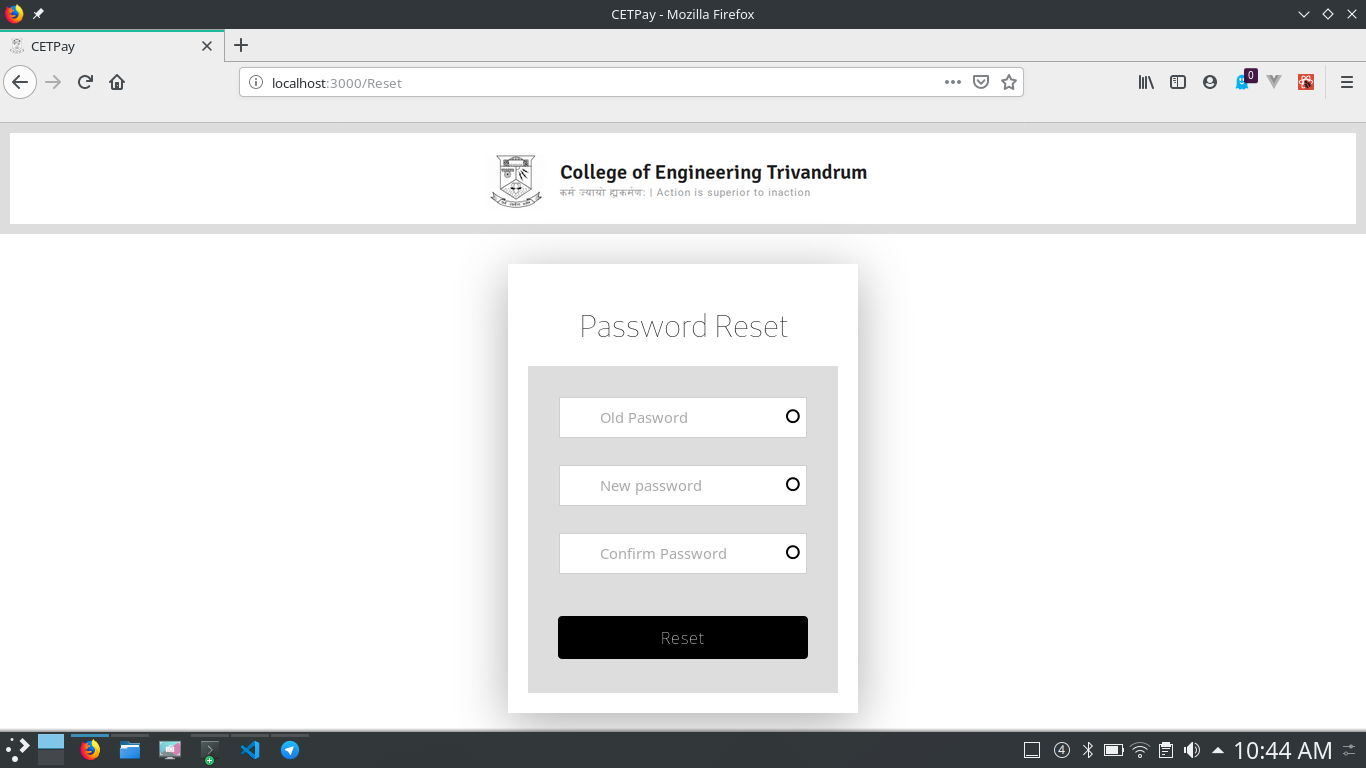 CETPay - Mozilla Firefox
CETPay
localhost:3000/Reset
0
College of Engineering Trivandrum
कर्म ज्यायो ह्यकर्मण: | Action is superior to inaction
Password Reset
Old Pasword
New password
Confirm Password
Reset
4
10:44 AM